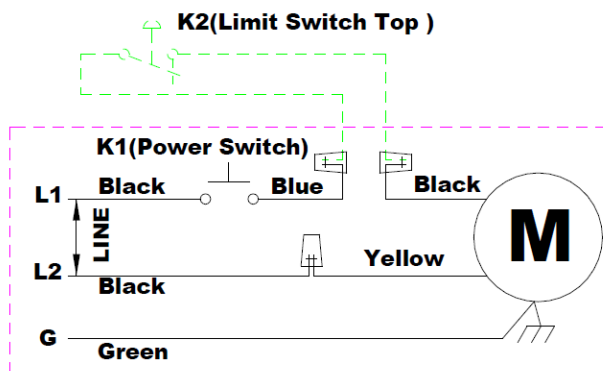 K2(Limit Switch Top )
K1(Power Switch)
L1 Black Blue Black
LINE
M
L2 Black Yellow
G Green